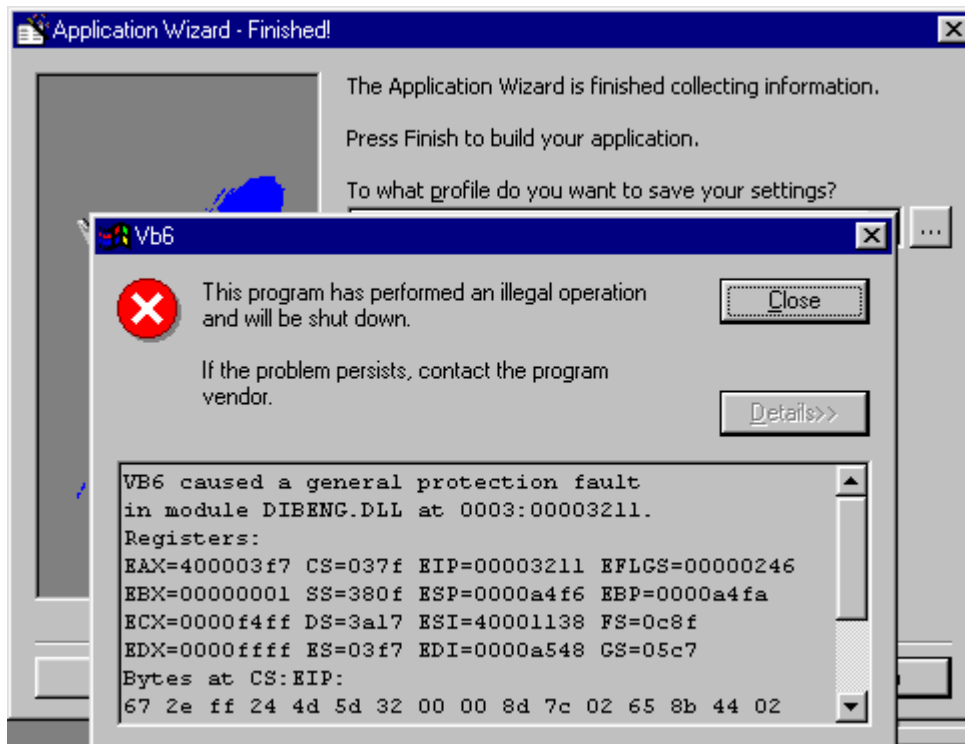 Application Wizard - Finished!
The Application Wizard is finished collecting information.
Press Finish to build your application.
To what profile do you want to save your settings?
...
Vb6
This program has performed an illegal operation
and will be shut down.
Close
If the problem persists, contact the program
vendor.
Details>>
VB6 caused a general protection fault
in module DIBENG.DLL at 0003:00003211.
Registers:
EAX=400003f7 CS=037f EIP=00003211 EFLGS=00000246
EBX=00000001 SS=380f ESP=0000a4f6 EBP=0000a4fa
ECX=0000f4ff DS=3a17 ESI=40001138 FS=0c8f
EDX=0000ffff ES=03f7 EDI=0000a548 GS=05c7
Bytes at CS:EIP:
67 2e ff 24 4d 5d 32 00 00 8d 7c 02 65 8b 44 02